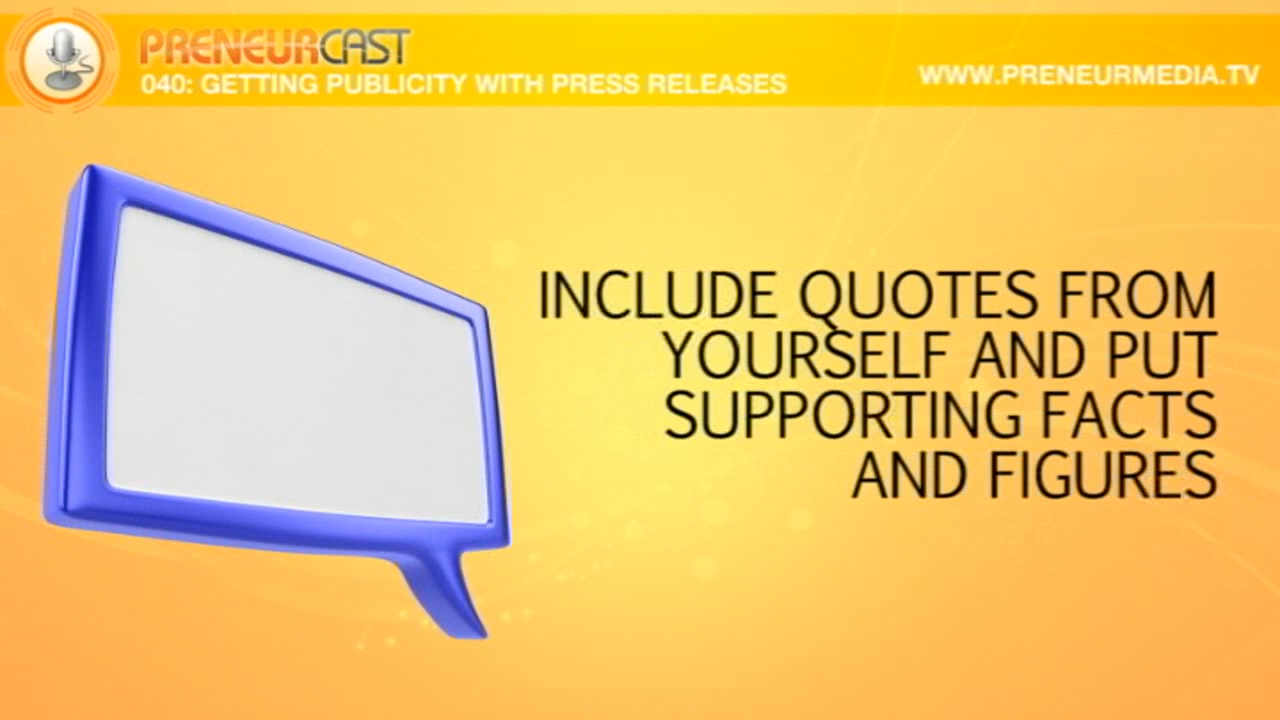 PRENEURCAST
040: GETTING PUBLICITY WITH PRESS RELEASES
WWW.PRENEURMEDIA.TV
INCLUDE QUOTES FROM
YOURSELF AND PUT
SUPPORTING FACTS
AND FIGURES